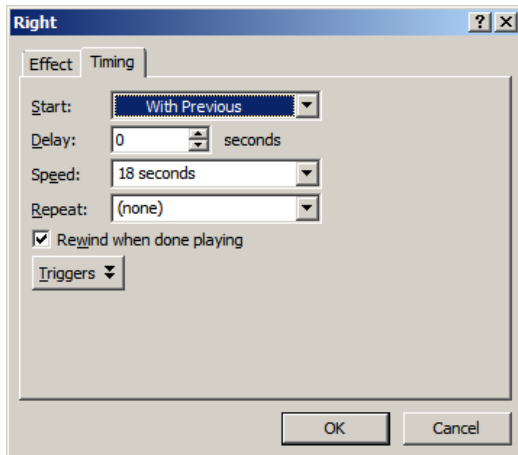 Right
Effect Timing
Start: With Previous
Delay: 0 seconds
Speed: 18 seconds
Repeat: (none)
Rewind when done playing
Triggers
OK Cancel